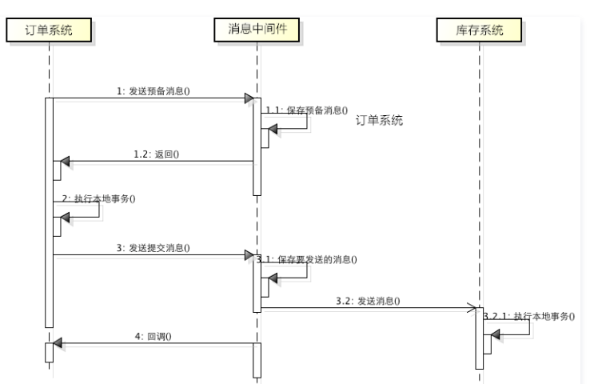 订单系统
消息中间件
库存系统
1: 发送预备消息()
1.1: 保存预备消息()
订单系统
1.2: 返回()
2: 执行本地事务()
3: 发送提交消息()
3.1: 保存要发送的消息()
3.2: 发送消息()
3.2.1: 执行本地事务()
4: 回调()